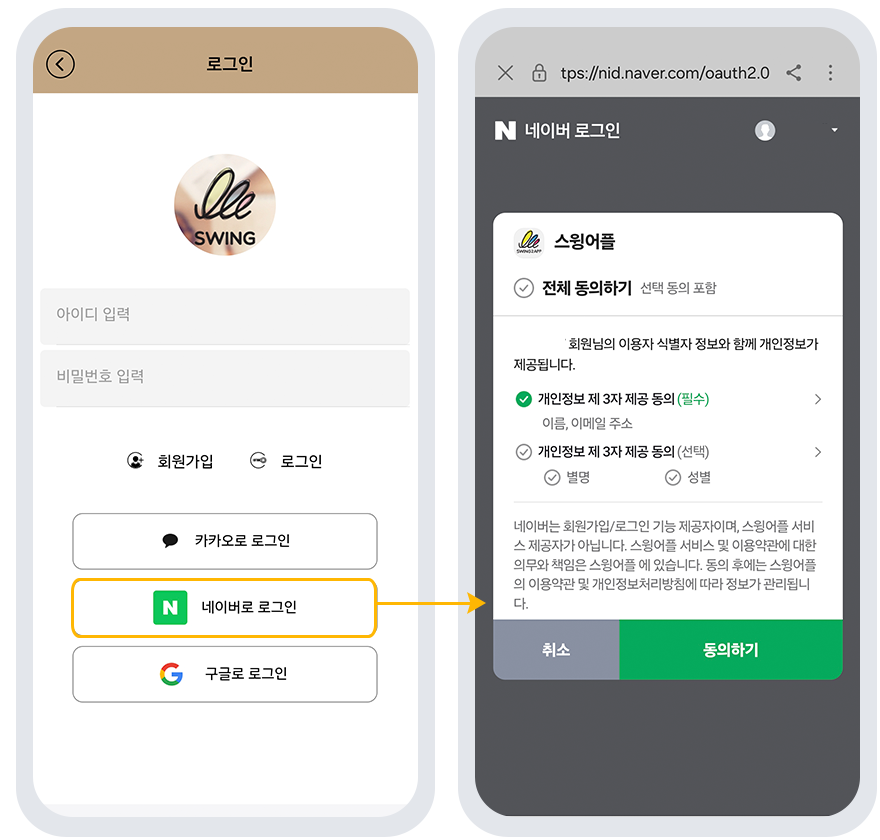 로그인
SWING
아이디 입력
비밀번호 입력
회원가입 로그인
카카오로 로그인
N 네이버로 로그인
G 구글로 로그인
tps://nid.naver.com/oauth2.0
N 네이버 로그인
SWING2APP 스윙어플
전체 동의하기 선택 동의 포함
회원님의 이용자 식별자 정보와 함께 개인정보가
제공됩니다.
개인정보 제 3자 제공 동의 (필수)
이름, 이메일 주소
개인정보 제 3자 제공 동의 (선택)
별명 성별
네이버는 회원가입/로그인 기능 제공자이며, 스윙어플 서비
스 제공자가 아닙니다. 스윙어플 서비스 및 이용약관에 대한
의무와 책임은 스윙어플 에 있습니다. 동의 후에는 스윙어플
의 이용약관 및 개인정보처리방침에 따라 정보가 관리됩니
다.
취소 동의하기